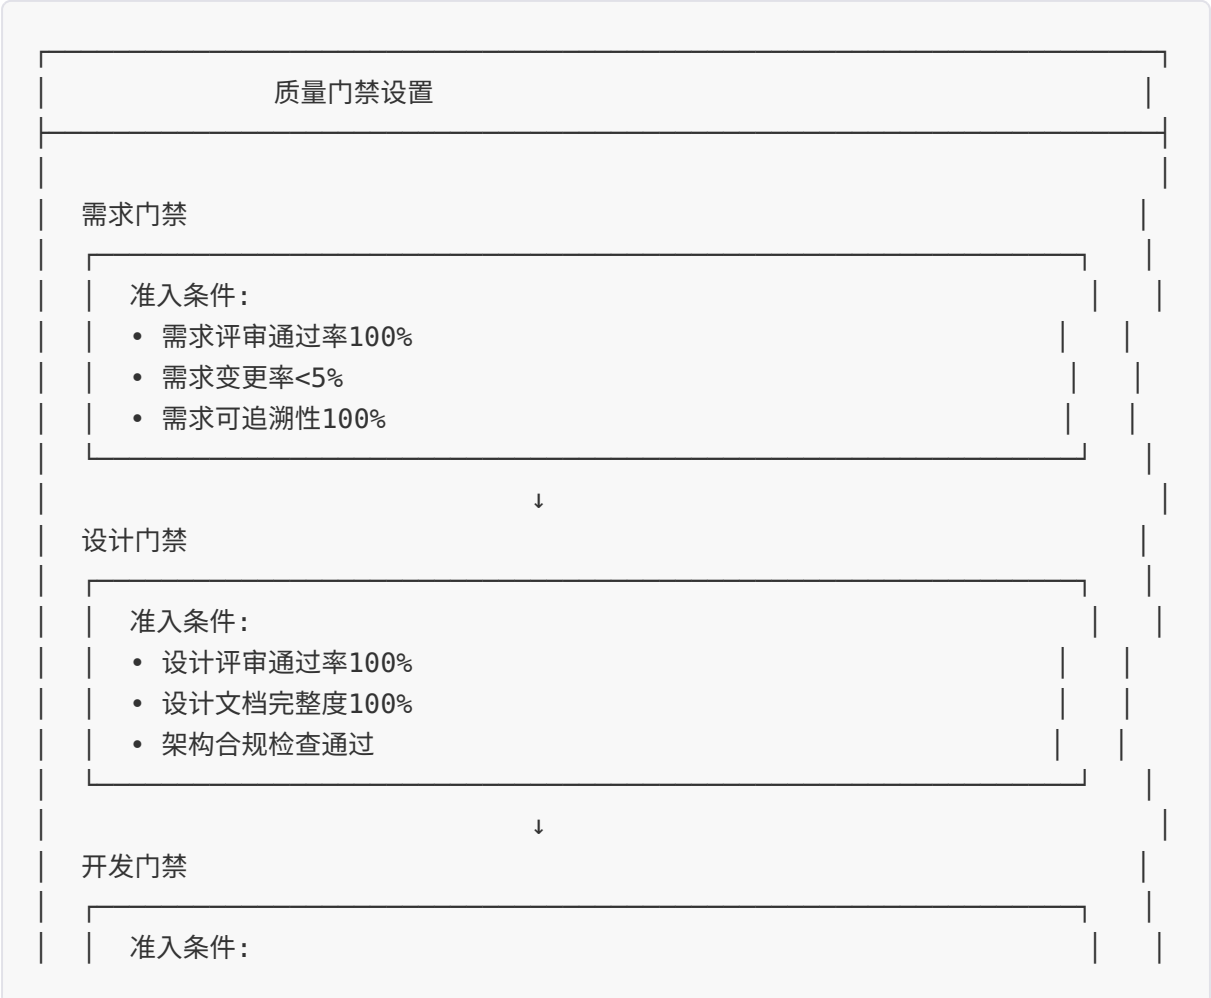 质量门禁设置
需求门禁
准入条件:
• 需求评审通过率100%
• 需求变更率<5%
• 需求可追溯性100%
↓
设计门禁
准入条件:
• 设计评审通过率100%
• 设计文档完整度100%
• 架构合规检查通过
↓
开发门禁
准入条件: